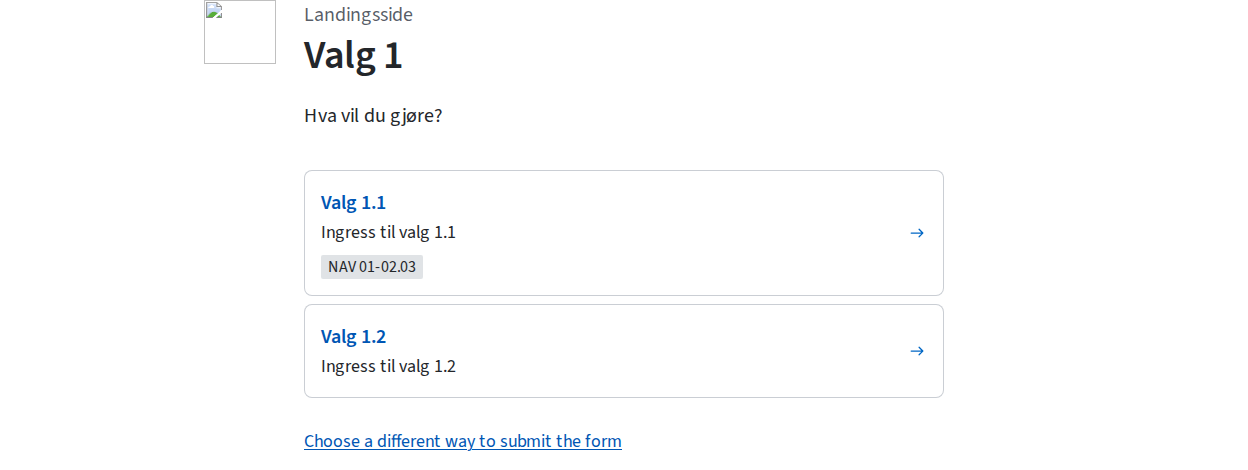 Landingsside
Valg 1
Hva vil du gjøre?
Valg 1.1
Ingress til valg 1.1
NAV 01-02.03
Valg 1.2
Ingress til valg 1.2
Choose a different way to submit the form